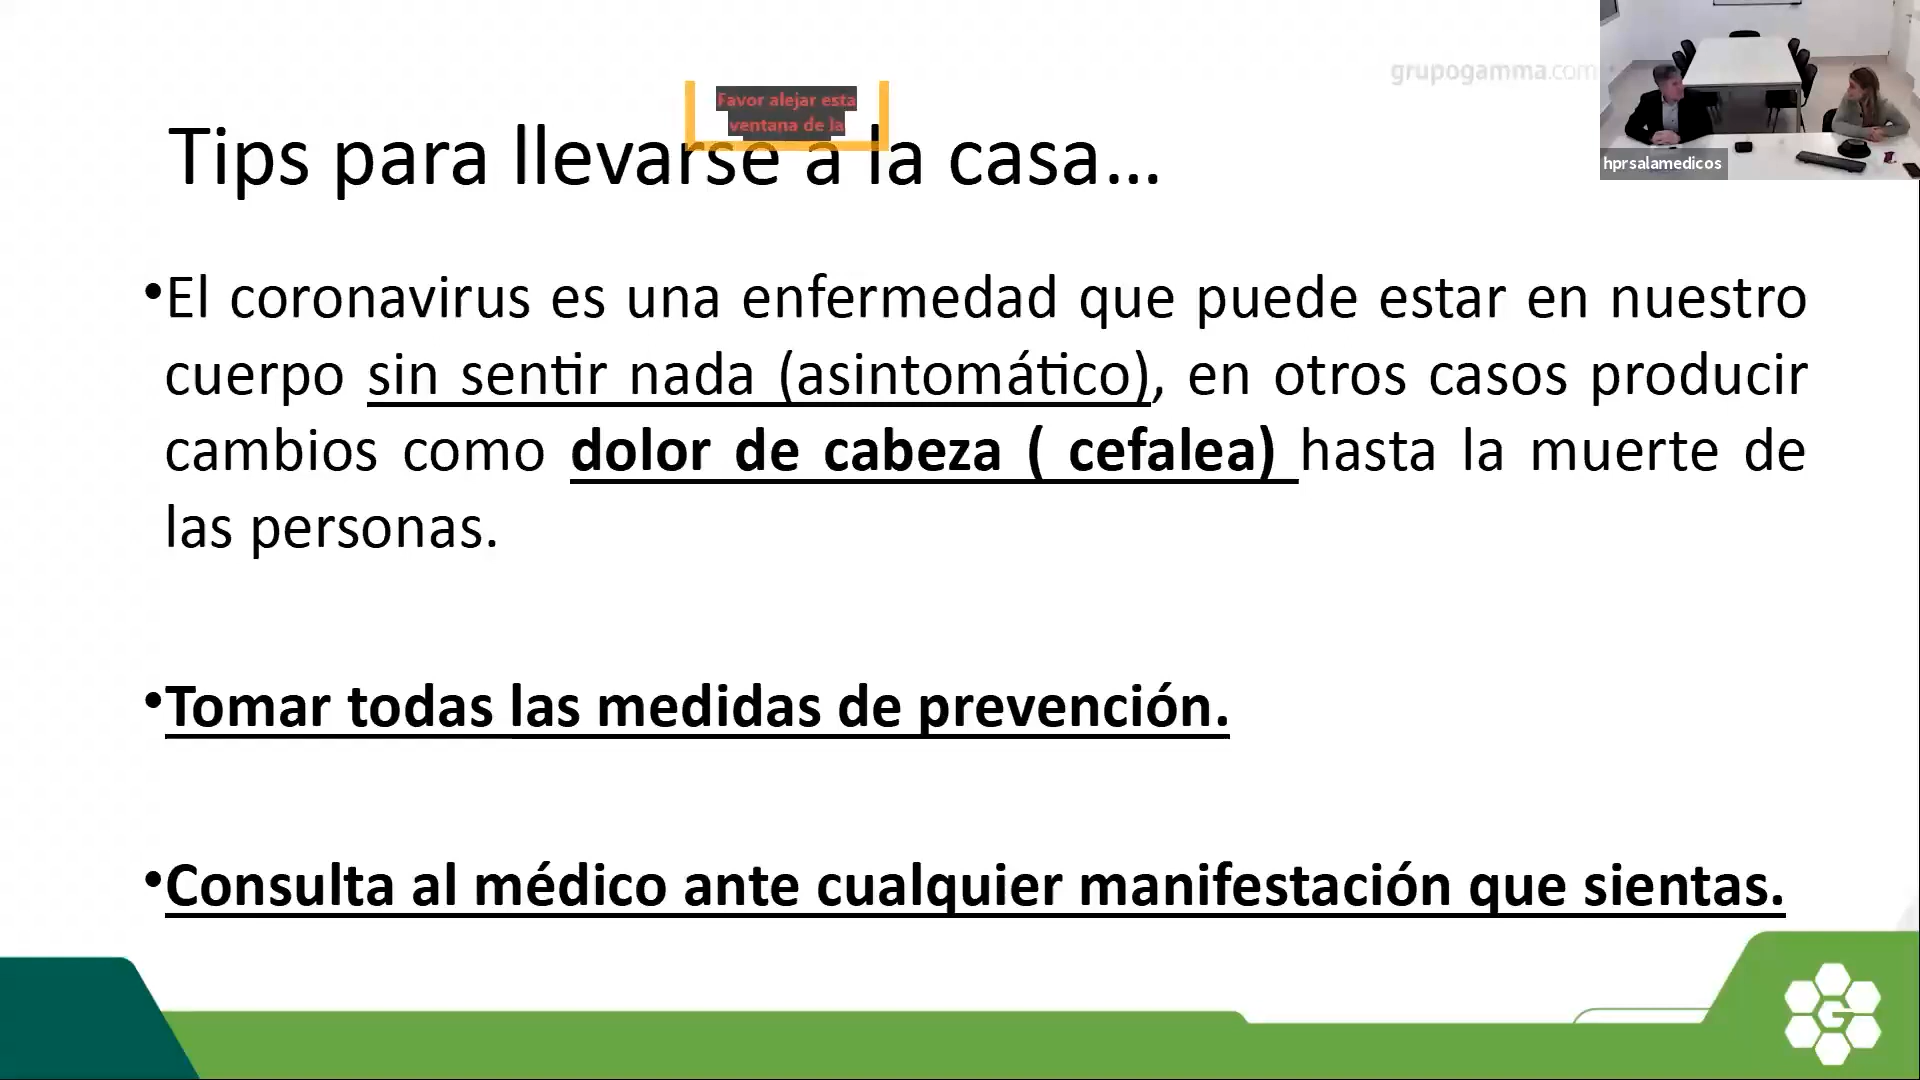 grupogamma.com
Favor alejar esta
ventana de la
Tips para llevarse a la casa...
hprsalamedicos
•El coronavirus es una enfermedad que puede estar en nuestro
cuerpo sin sentir nada (asintomático), en otros casos producir
cambios como dolor de cabeza ( cefalea) hasta la muerte de
las personas.
•Tomar todas las medidas de prevención.
•Consulta al médico ante cualquier manifestación que sientas.
G